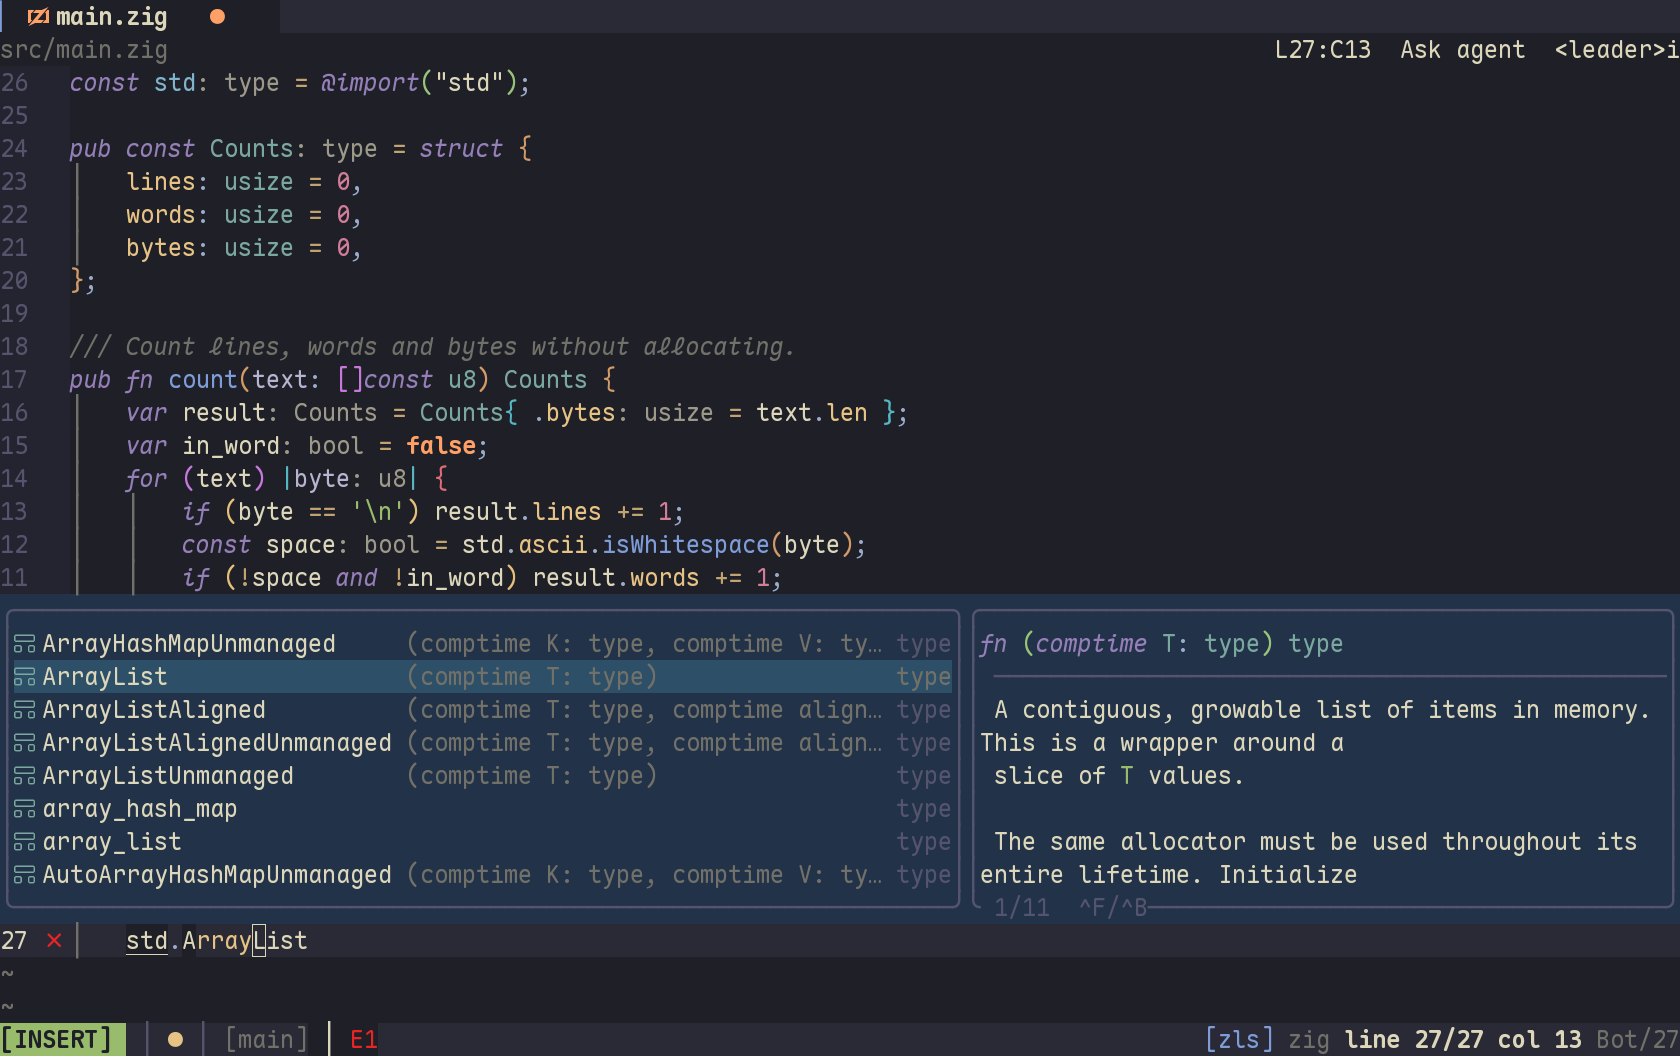 main.zig ●
src/main.zig L27:C13 Ask agent <leader>i
26 const std: type = @import("std");
25
24 pub const Counts: type = struct {
23 lines: usize = 0,
22 words: usize = 0,
21 bytes: usize = 0,
20 };
19
18 /// Count lines, words and bytes without allocating.
17 pub fn count(text: []const u8) Counts {
16 var result: Counts = Counts{ .bytes: usize = text.len };
15 var in_word: bool = false;
14 for (text) |byte: u8| {
13 if (byte == '\n') result.lines += 1;
12 const space: bool = std.ascii.isWhitespace(byte);
11 if (!space and !in_word) result.words += 1;
ArrayHashMapUnmanaged (comptime K: type, comptime V: ty… type
ArrayList (comptime T: type) type
ArrayListAligned (comptime T: type, comptime align… type
ArrayListAlignedUnmanaged (comptime T: type, comptime align… type
ArrayListUnmanaged (comptime T: type) type
array_hash_map type
array_list type
AutoArrayHashMapUnmanaged (comptime K: type, comptime V: ty… type
fn (comptime T: type) type
A contiguous, growable list of items in memory.
This is a wrapper around a
slice of T values.
The same allocator must be used throughout its
entire lifetime. Initialize
1/11 ^F/^B
27 ✕ std.ArrayList
~
~
[INSERT] ● [main] E1 [zls] zig line 27/27 col 13 Bot/27